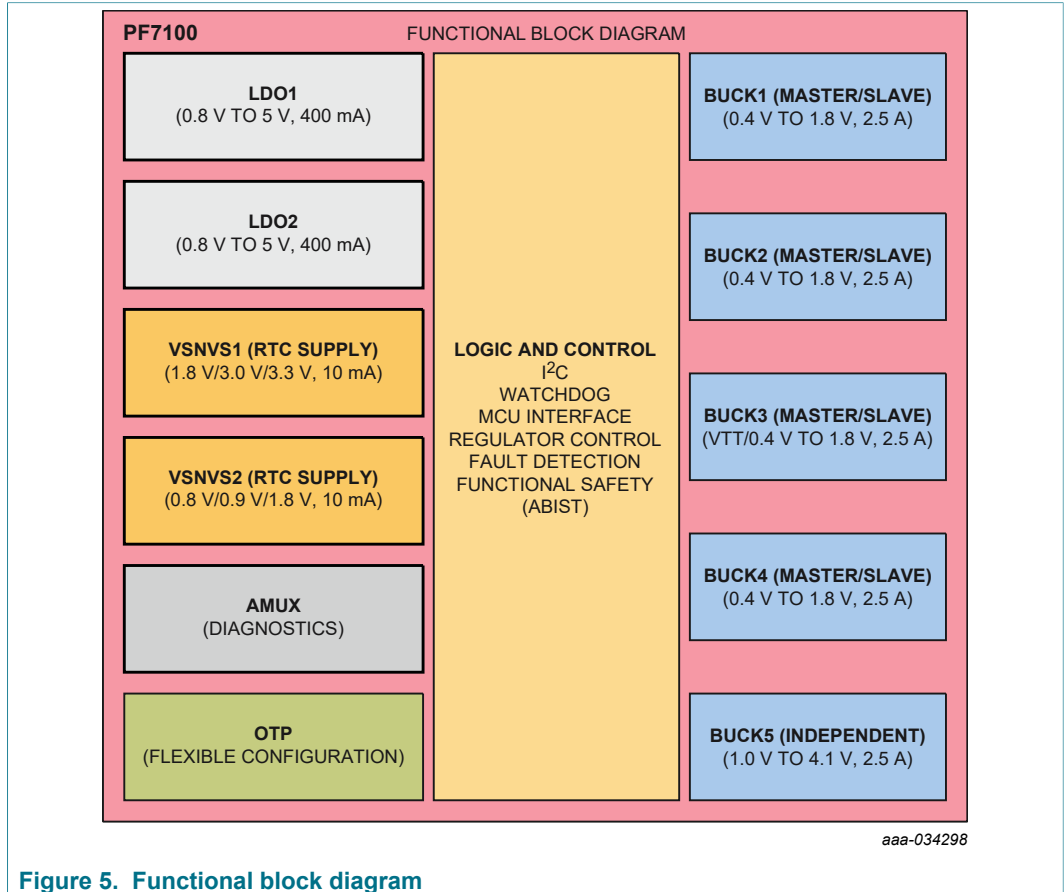 PF7100 FUNCTIONAL BLOCK DIAGRAM
LDO1
(0.8 V TO 5 V, 400 mA)
LDO2
(0.8 V TO 5 V, 400 mA)
VSNVS1 (RTC SUPPLY)
(1.8 V/3.0 V/3.3 V, 10 mA)
VSNVS2 (RTC SUPPLY)
(0.8 V/0.9 V/1.8 V, 10 mA)
AMUX
(DIAGNOSTICS)
OTP
(FLEXIBLE CONFIGURATION)
LOGIC AND CONTROL
I2C
WATCHDOG
MCU INTERFACE
REGULATOR CONTROL
FAULT DETECTION
FUNCTIONAL SAFETY
(ABIST)
BUCK1 (MASTER/SLAVE)
(0.4 V TO 1.8 V, 2.5 A)
BUCK2 (MASTER/SLAVE)
(0.4 V TO 1.8 V, 2.5 A)
BUCK3 (MASTER/SLAVE)
(VTT/0.4 V TO 1.8 V, 2.5 A)
BUCK4 (MASTER/SLAVE)
(0.4 V TO 1.8 V, 2.5 A)
BUCK5 (INDEPENDENT)
(1.0 V TO 4.1 V, 2.5 A)
aaa-034298
Figure 5. Functional block diagram